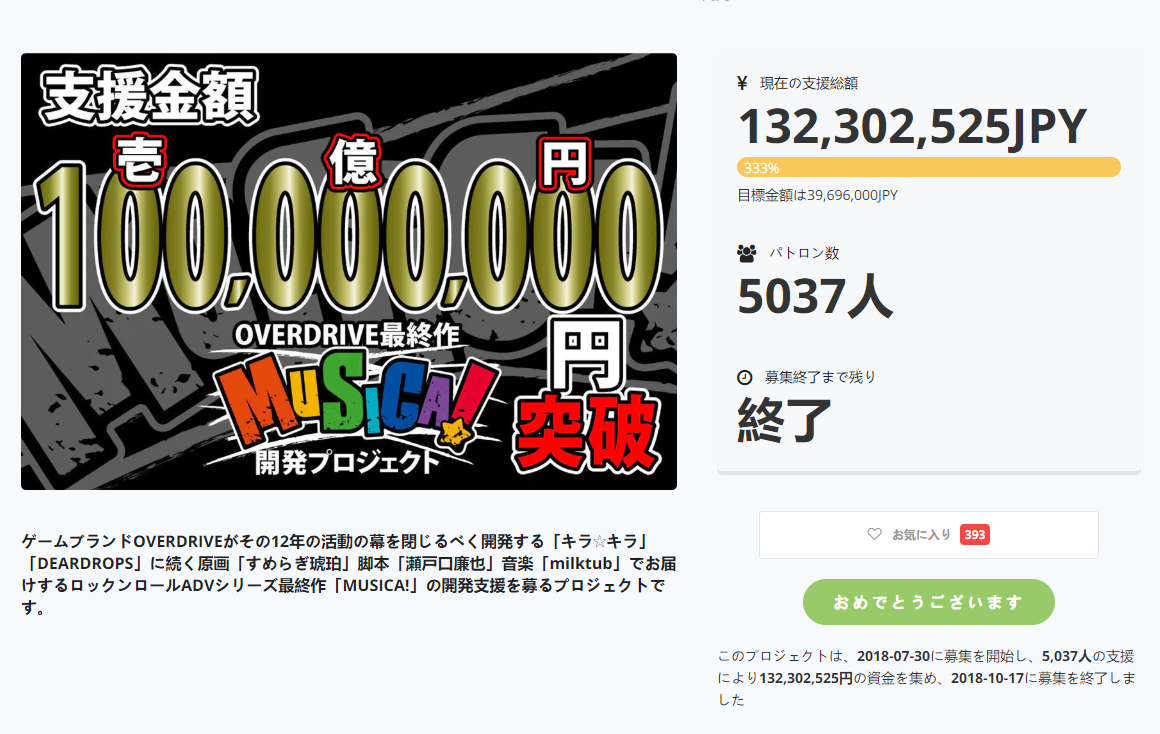 支援金額
壱億円
100,000,000
円
突破
OVERDRIVE最終作
MUSICA!
開発プロジェクト
ゲームブランドOVERDRIVEがその12年の活動の幕を閉じるべく開発する「キラ☆キラ」
「DEARDROPS」に続く原画「すめらぎ琥珀」脚本「瀬戸口廉也」音楽「milktub」でお届
けするロックンロールADVシリーズ最終作「MUSICA!」の開発支援を募るプロジェクトで
す。
¥ 現在の支援総額
132,302,525JPY
333%
目標金額は39,696,000JPY
パトロン数
5037人
募集終了まで残り
終了
お気に入り 393
おめでとうございます
このプロジェクトは、2018-07-30に募集を開始し、5,037人の支援
により132,302,525円の資金を集め、2018-10-17に募集を終了しま
した